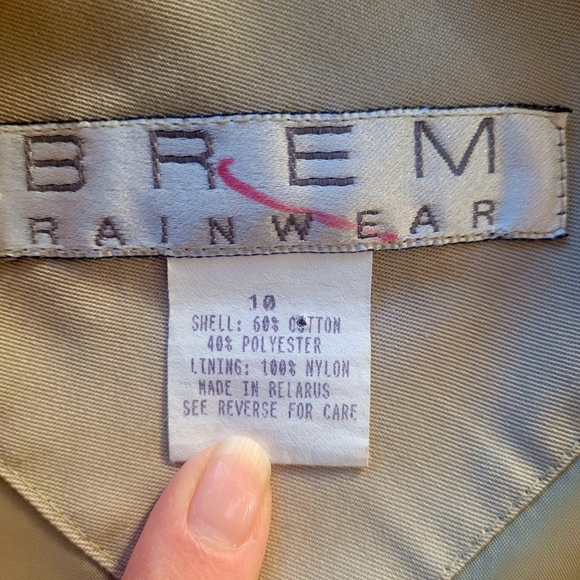 BREM
RAINWEAR
10
SHELL: 60% COTTON
40% POLYESTER
LINING: 100% NYLON
MADE IN BELARUS
SEE REVERSE FOR CARE